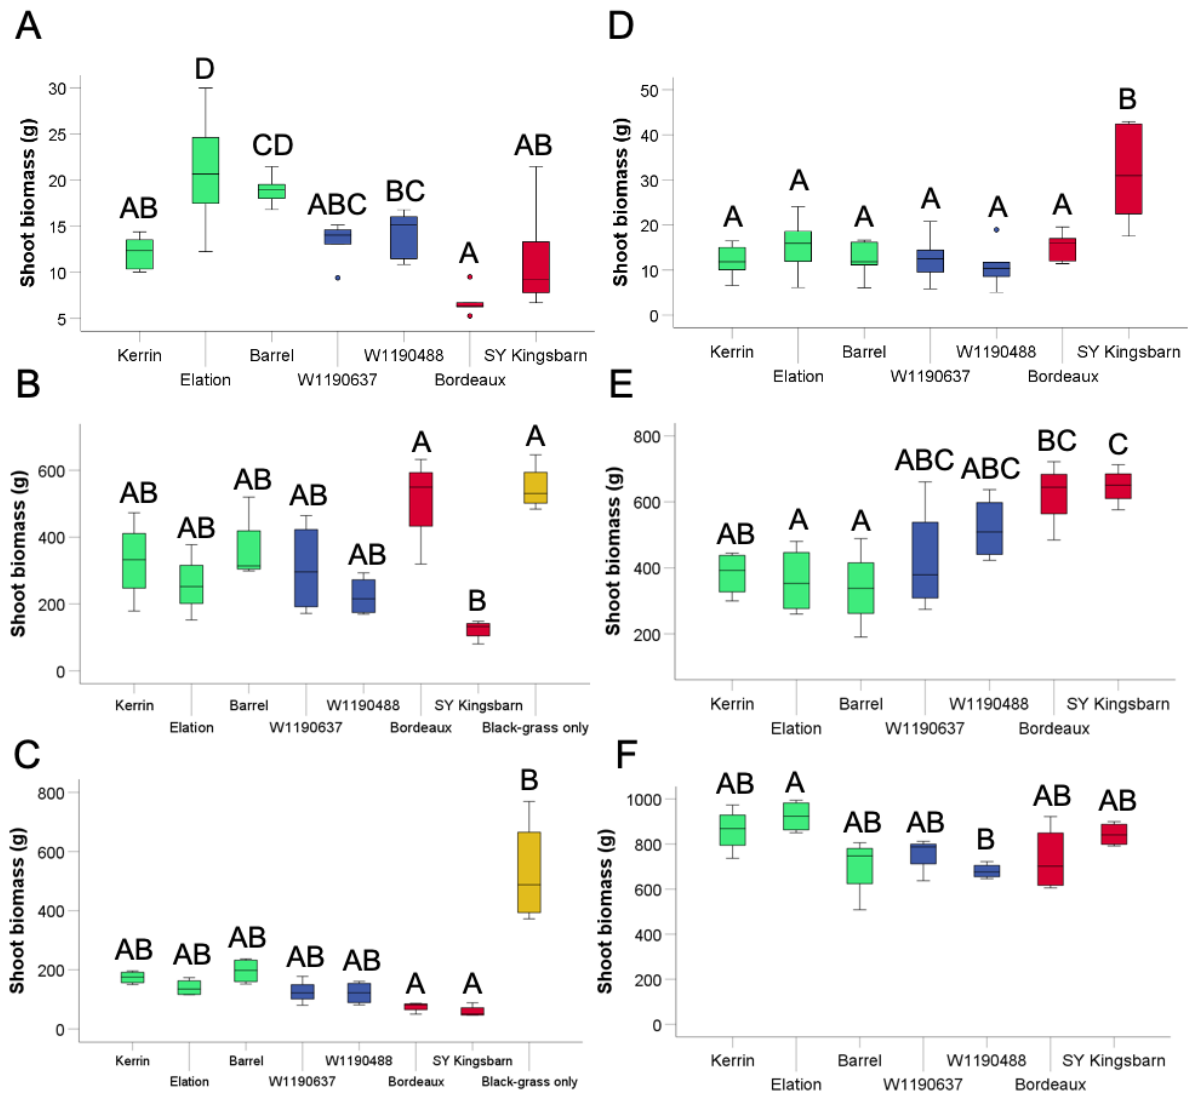 A
Shoot biomass (g)
30
25
20
15
10
5
AB
D
CD
ABC
BC
A
AB
Kerrin
Elation
Barrel
W1190637
W1190488
Bordeaux
SY Kingsbarn
D
Shoot biomass (g)
50
40
30
20
10
0
A
A
A
A
A
A
B
Kerrin
Elation
Barrel
W1190637
W1190488
Bordeaux
SY Kingsbarn
B
Shoot biomass (g)
600
400
200
0
AB
AB
AB
AB
AB
A
B
A
Kerrin
Elation
Barrel
W1190637
W1190488
Bordeaux
SY Kingsbarn
Black-grass only
E
Shoot biomass (g)
800
600
400
200
AB
A
A
ABC
ABC
BC
C
Kerrin
Elation
Barrel
W1190637
W1190488
Bordeaux
SY Kingsbarn
C
Shoot biomass (g)
800
600
400
200
0
AB
AB
AB
AB
AB
A
A
B
Kerrin
Elation
Barrel
W1190637
W1190488
Bordeaux
SY Kingsbarn
Black-grass only
F
Shoot biomass (g)
1000
800
600
400
200
0
AB
A
AB
AB
B
AB
AB
Kerrin
Elation
Barrel
W1190637
W1190488
Bordeaux
SY Kingsbarn